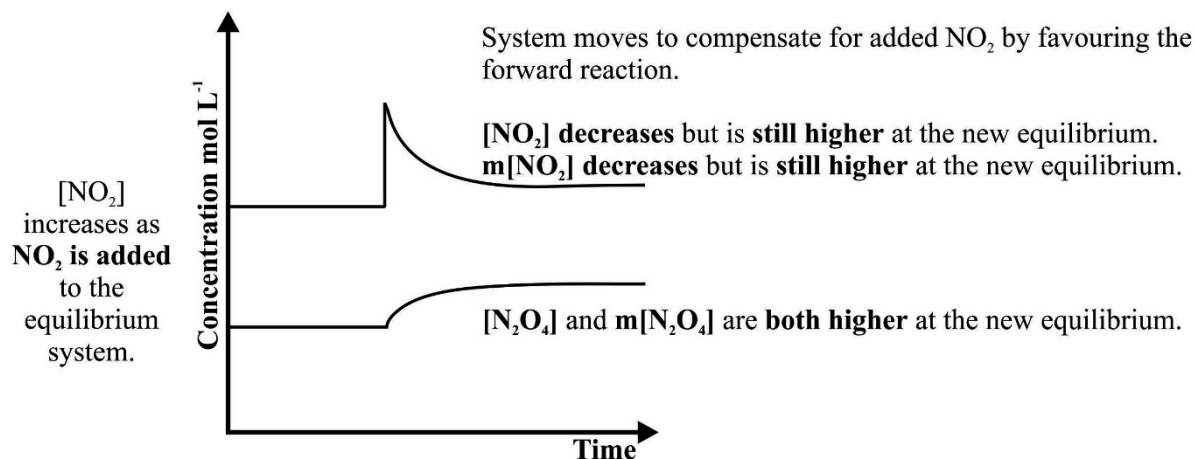 System moves to compensate for added NO₂ by favouring the
forward reaction.
[NO₂] decreases but is still higher at the new equilibrium.
m[NO₂] decreases but is still higher at the new equilibrium.
[NO₂]
increases as
NO₂ is added
to the
equilibrium
system.
Concentration mol L⁻¹
[N₂O₄] and m[N₂O₄] are both higher at the new equilibrium.
Time